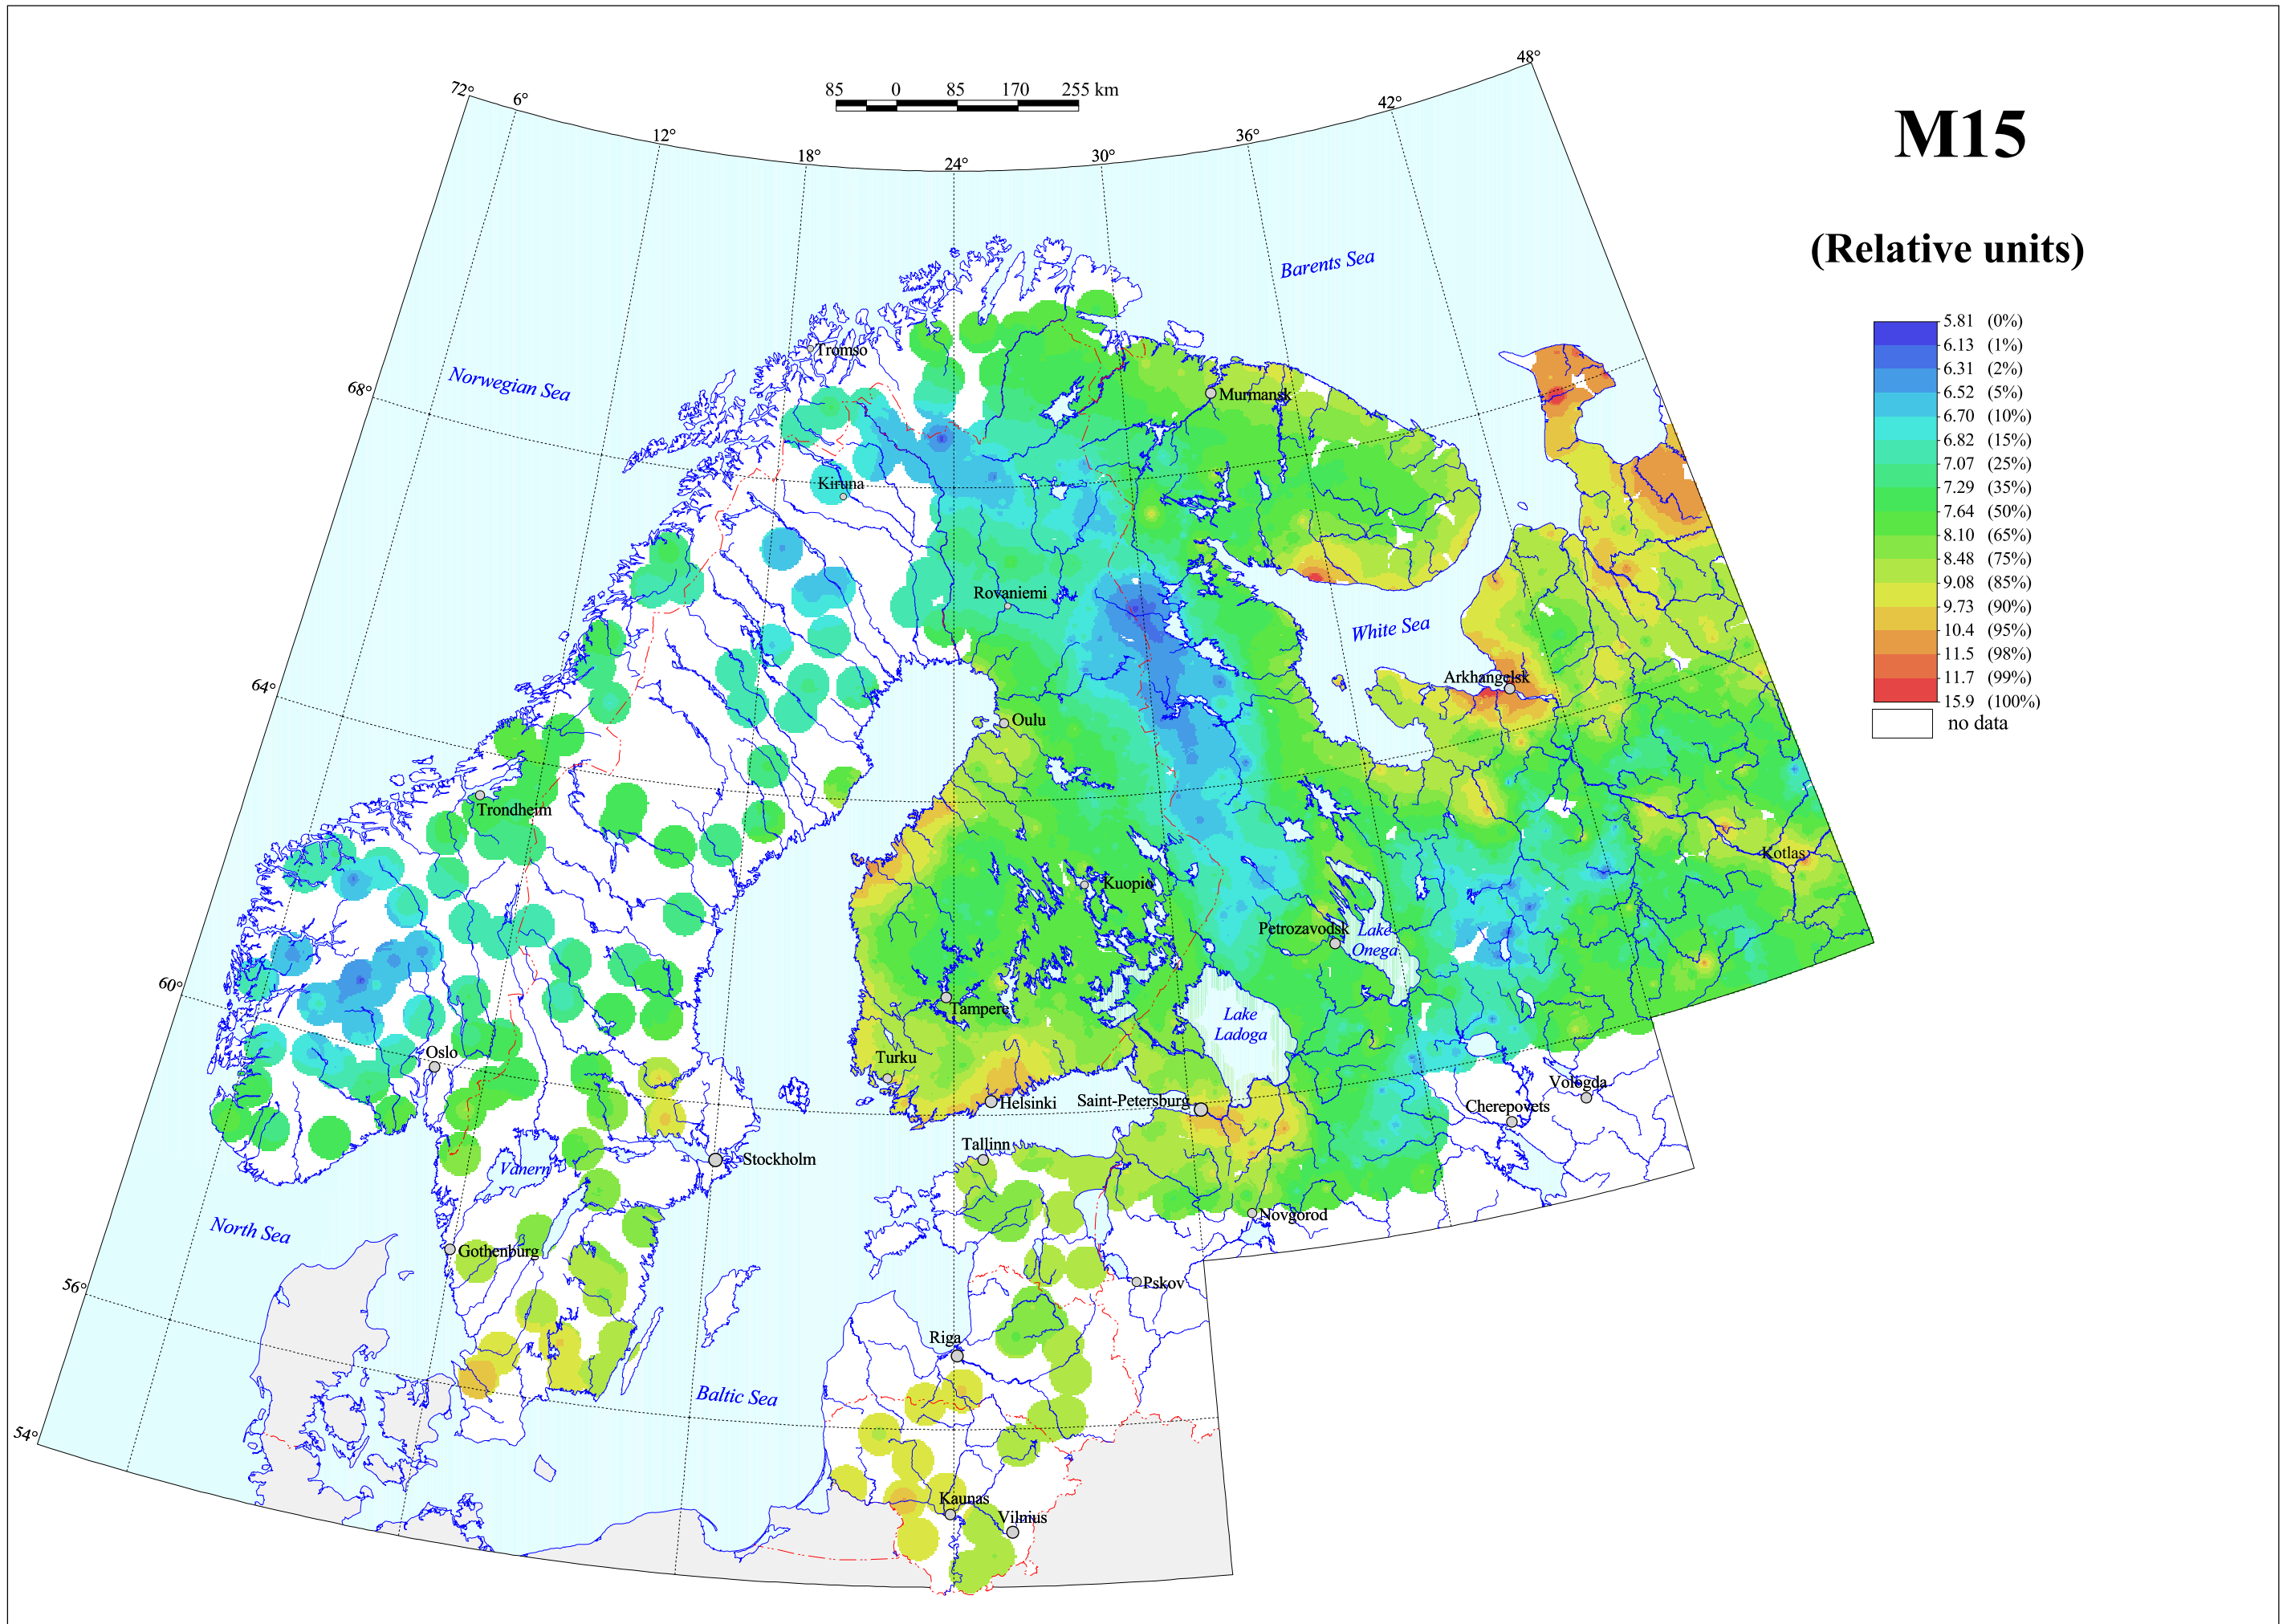 M15
(Relative units)
85 0 85 170 255 km
72° 6° 12° 18° 24° 30° 36° 42° 48°
68°
64°
60°
56°
54°
Barents Sea
Norwegian Sea
Tromso
Murmansk
Kiruna
Rovaniemi
White Sea
Arkhangelsk
Oulu
Trondheim
Kotlas
Kuopio
Petrozavodsk
Lake
Onega
Tampere
Lake
Ladoga
Oslo
Turku
Helsinki
Saint-Petersburg
Vologda
Cherepovets
Tallinn
Stockholm
Vanern
Novgorod
North Sea
Gothenburg
Pskov
Riga
Baltic Sea
Kaunas
Vilnius
5.81 (0%)
6.13 (1%)
6.31 (2%)
6.52 (5%)
6.70 (10%)
6.82 (15%)
7.07 (25%)
7.29 (35%)
7.64 (50%)
8.10 (65%)
8.48 (75%)
9.08 (85%)
9.73 (90%)
10.4 (95%)
11.5 (98%)
11.7 (99%)
15.9 (100%)
no data